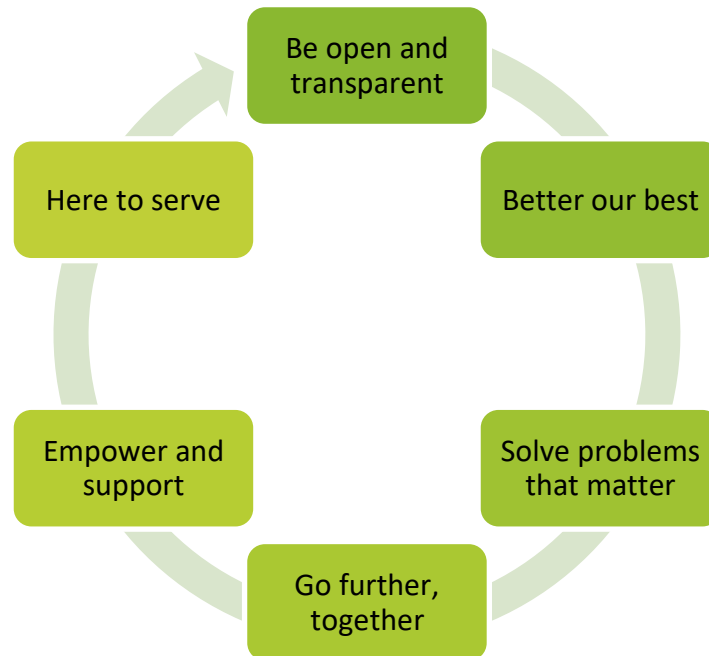 Be open and
transparent
Better our best
Solve problems
that matter
Go further,
together
Empower and
support
Here to serve